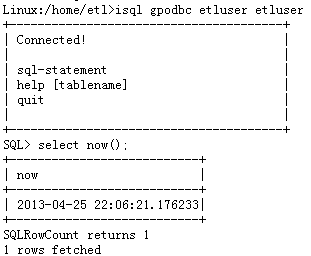 Linux:/home/etl>isql gpodbc etluser etluser
+---------------------------------------+
| Connected!                            |
|                                       |
| sql-statement                         |
| help [tablename]                      |
| quit                                  |
|                                       |
+---------------------------------------+
SQL> select now();
+---------------------------+
| now                       |
+---------------------------+
| 2013-04-25 22:06:21.176233|
+---------------------------+
SQLRowCount returns 1
1 rows fetched